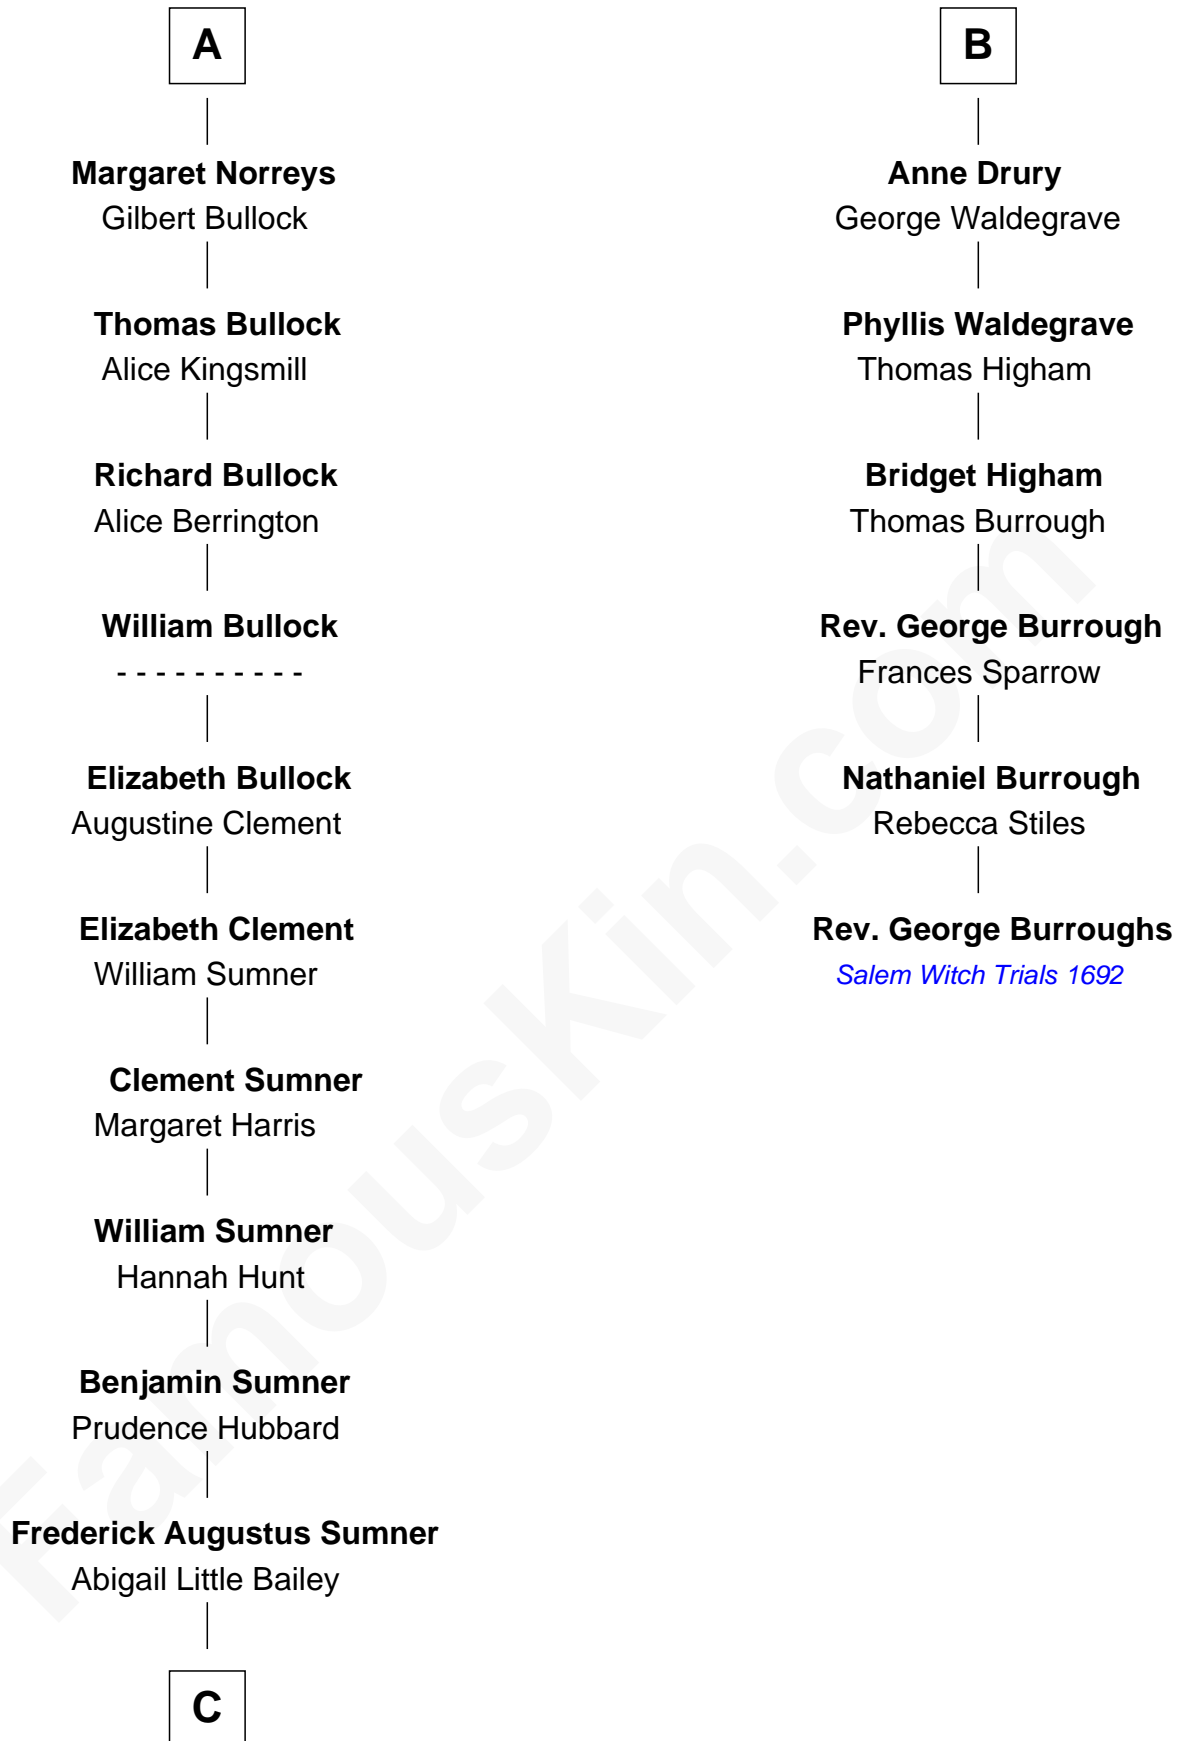 A
Margaret Norreys
Gilbert Bullock
Thomas Bullock
Alice Kingsmill
Richard Bullock
Alice Berrington
William Bullock
- - - - - - - - - -
Elizabeth Bullock
Augustine Clement
Elizabeth Clement
William Sumner
Clement Sumner
Margaret Harris
William Sumner
Hannah Hunt
Benjamin Sumner
Prudence Hubbard
Frederick Augustus Sumner
Abigail Little Bailey
C
B
Anne Drury
George Waldegrave
Phyllis Waldegrave
Thomas Higham
Bridget Higham
Thomas Burrough
Rev. George Burrough
Frances Sparrow
Nathaniel Burrough
Rebecca Stiles
Rev. George Burroughs
Salem Witch Trials 1692
FamousKin.com